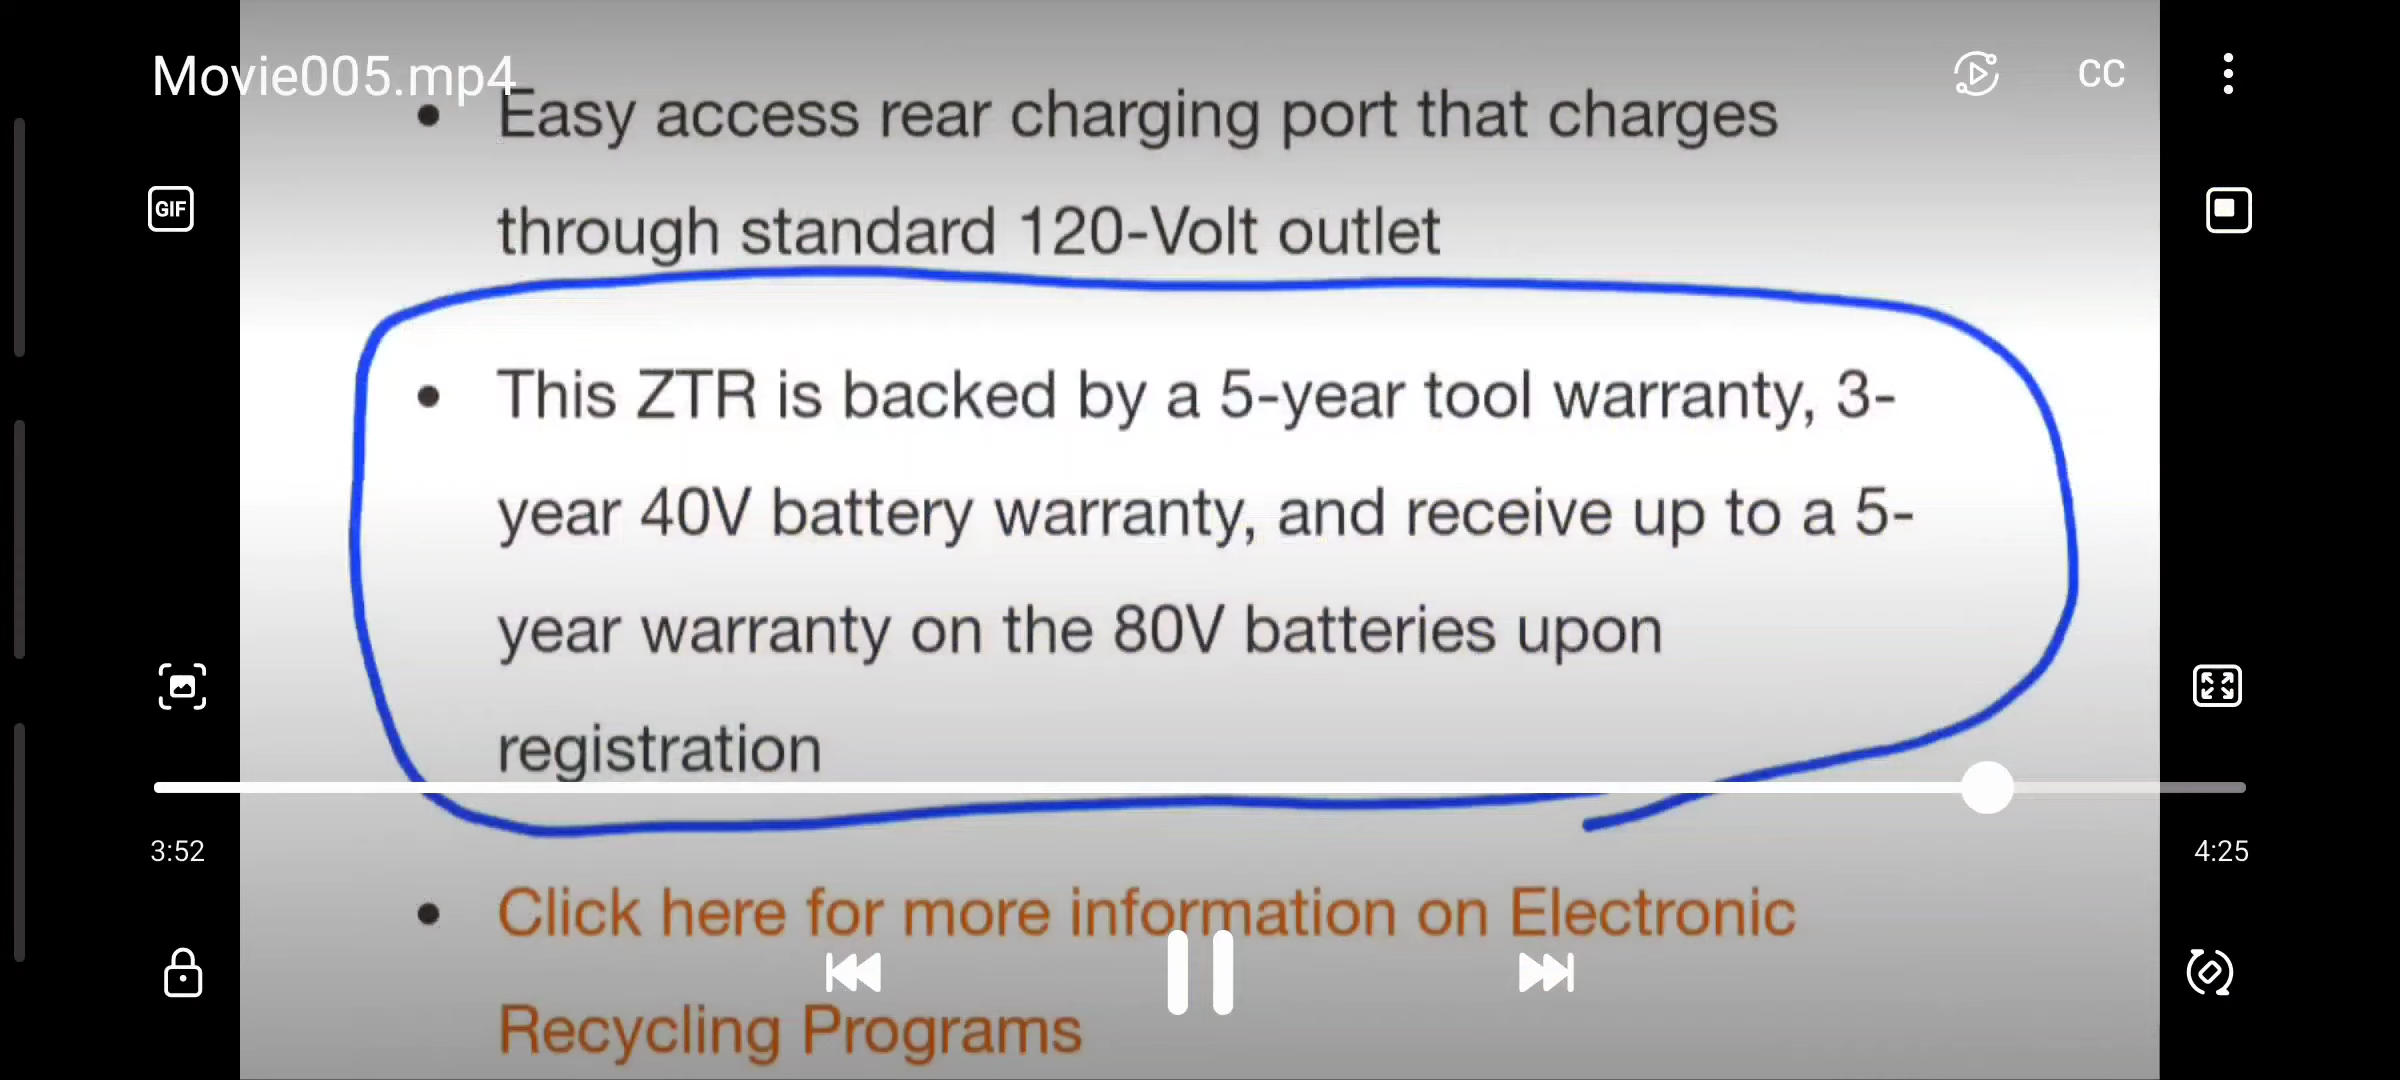 Movie005.mp4
CC
• Easy access rear charging port that charges
GIF
through standard 120-Volt outlet
• This ZTR is backed by a 5-year tool warranty, 3-
year 40V battery warranty, and receive up to a 5-
year warranty on the 80V batteries upon
registration
3:52
4:25
• Click here for more information on Electronic
Recycling Programs